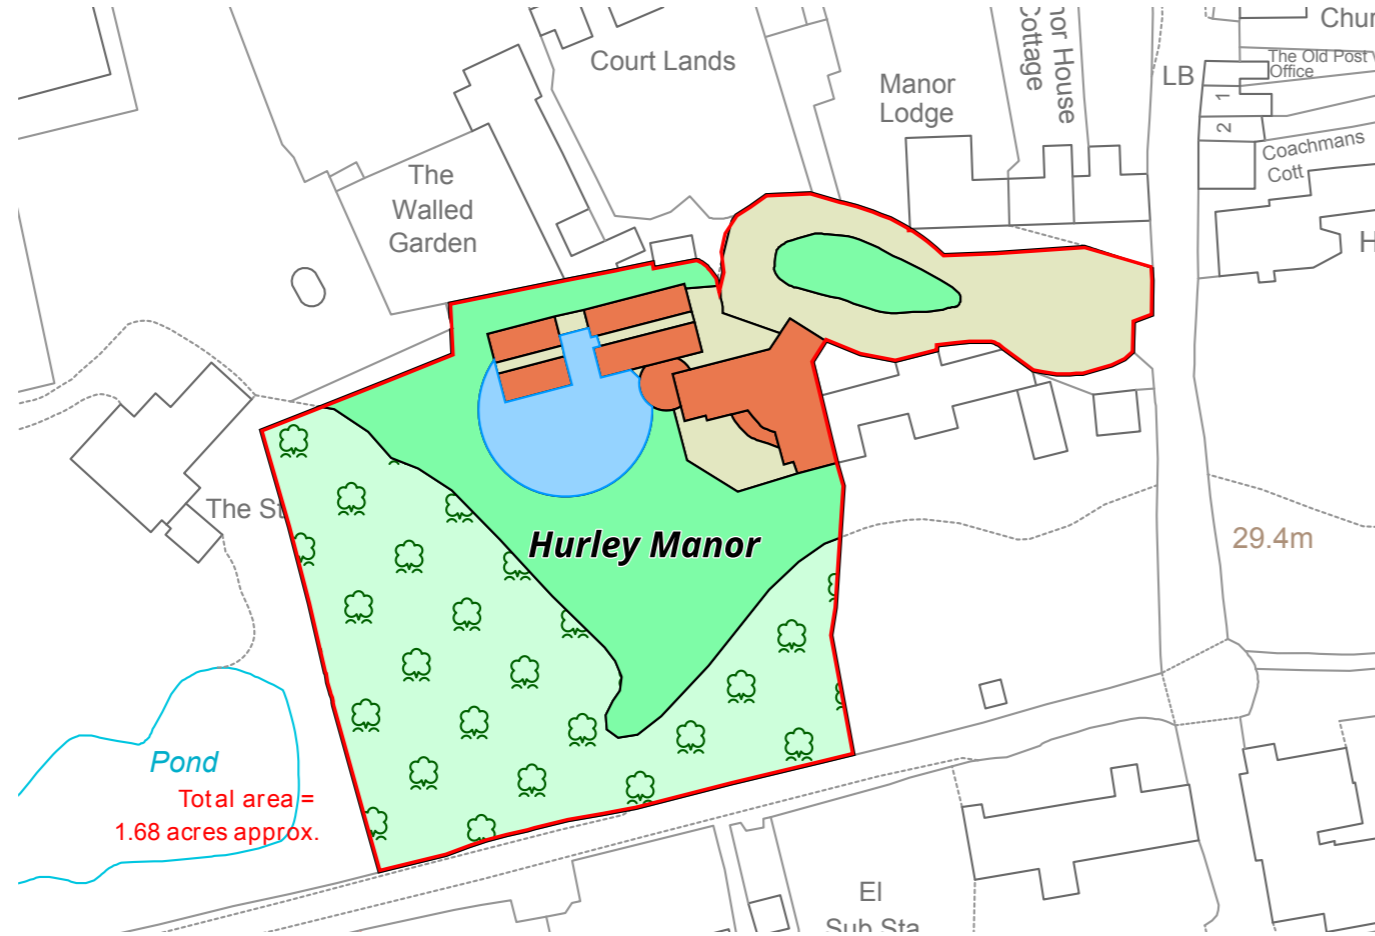 Court Lands
Manor
Lodge
nor House
Cottage
LB
Chur
The Old Post
Office
1
2
Coachmans
Cott
H
The
Walled
Garden
The St
Hurley Manor
29.4m
Pond
Total area =
1.68 acres approx.
El
Sub Sta